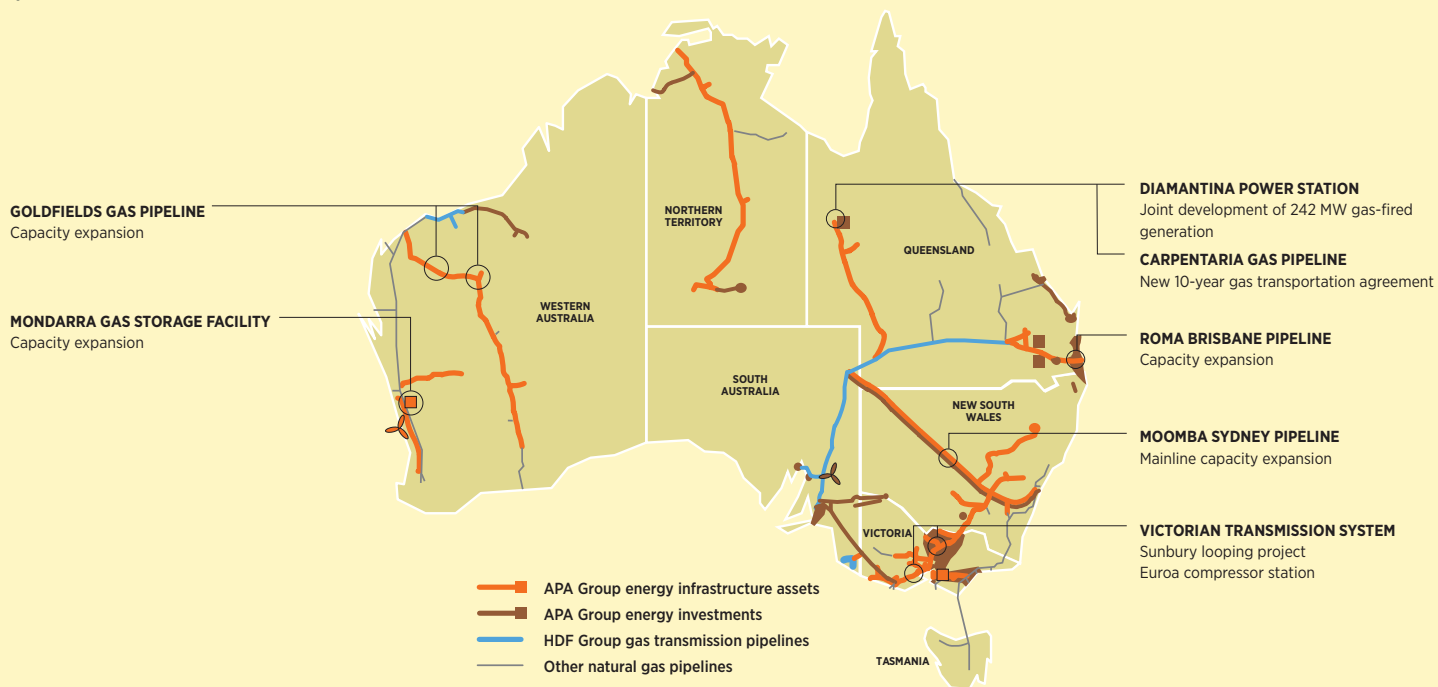 GOLDFIELDS GAS PIPELINE
Capacity expansion
MONDARRA GAS STORAGE FACILITY
Capacity expansion
WESTERN
AUSTRALIA
NORTHERN
TERRITORY
SOUTH
AUSTRALIA
QUEENSLAND
NEW SOUTH
WALES
VICTORIA
TASMANIA
DIAMANTINA POWER STATION
Joint development of 242 MW gas-fired
generation
CARPENTARIA GAS PIPELINE
New 10-year gas transportation agreement
ROMA BRISBANE PIPELINE
Capacity expansion
MOOMBA SYDNEY PIPELINE
Mainline capacity expansion
VICTORIAN TRANSMISSION SYSTEM
Sunbury looping project
Euroa compressor station
APA Group energy infrastructure assets
APA Group energy investments
HDF Group gas transmission pipelines
Other natural gas pipelines